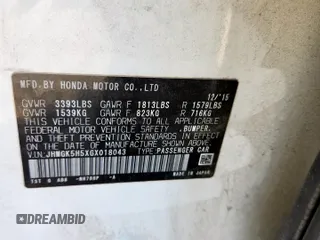 MFD.BY HONDA MOTOR CO.,LTD 12/'15
GVWR 3393LBS GAWR F 1813LBS R 1579LBS
GVWR 1539KG GAWR F 823KG R 716KG
THIS VEHICLE CONFORMS TO ALL APPLICABLE
FEDERAL MOTOR VEHICLE SAFETY, BUMPER,
AND THEFT PREVENTION STANDARDS IN EFFECT
ON THE DATE OF MANUFACTURE SHOWN ABOVE.
V.I.N. JHMGK5H5XGX018043 TYPE: PASSENGER CAR
MADE IN JAPAN